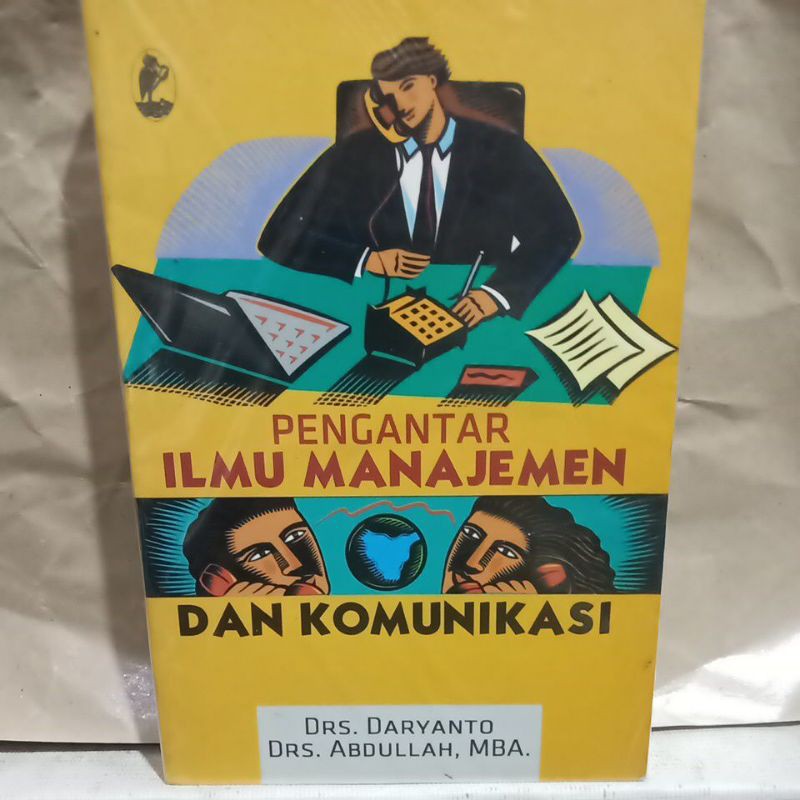 PENGANTAR
ILMU MANAJEMEN
DAN KOMUNIKASI
DRS. DARYANTO
DRS. ABDULLAH, MBA.